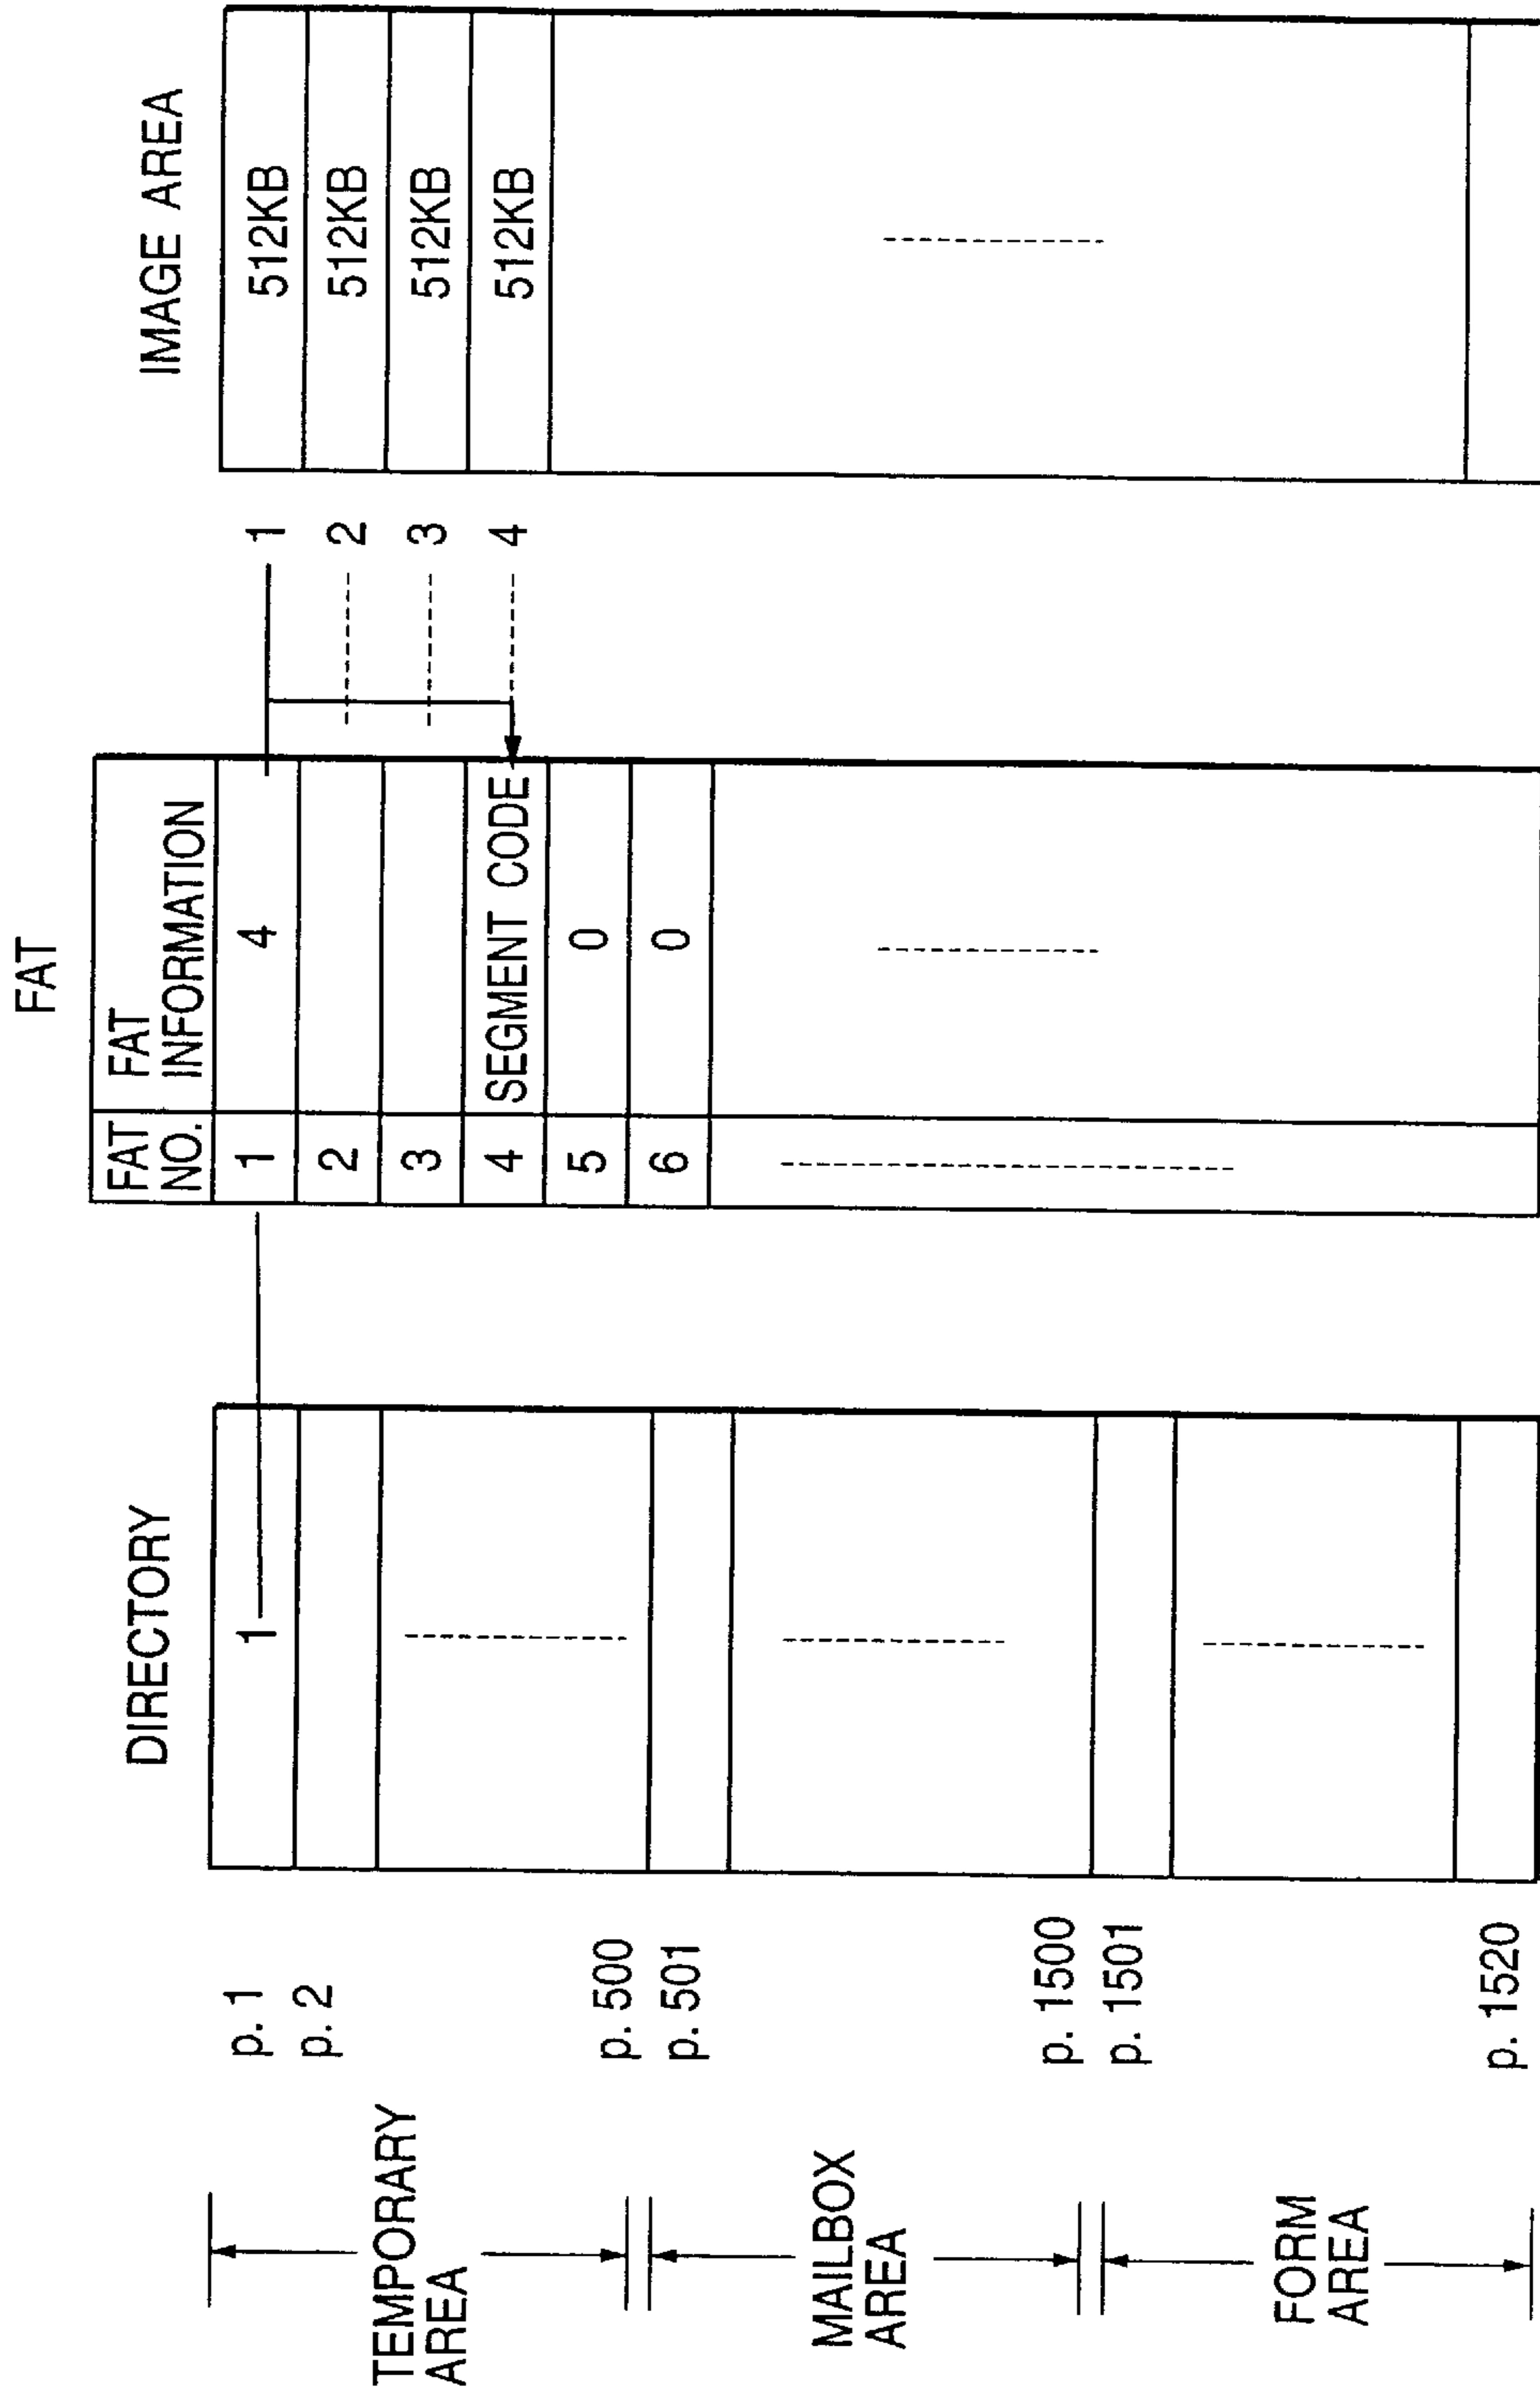 TEMPORARY
AREA
MAILBOX
AREA
FORM
AREA
p. 1
p. 2
p. 500
p. 501
p. 1500
p. 1501
p. 1520
DIRECTORY
1
FAT
FAT
NO.
FAT
INFORMATION
1
4
2
3
4
SEGMENT CODE
5
0
6
0
1
2
3
4
IMAGE AREA
512KB
512KB
512KB
512KB